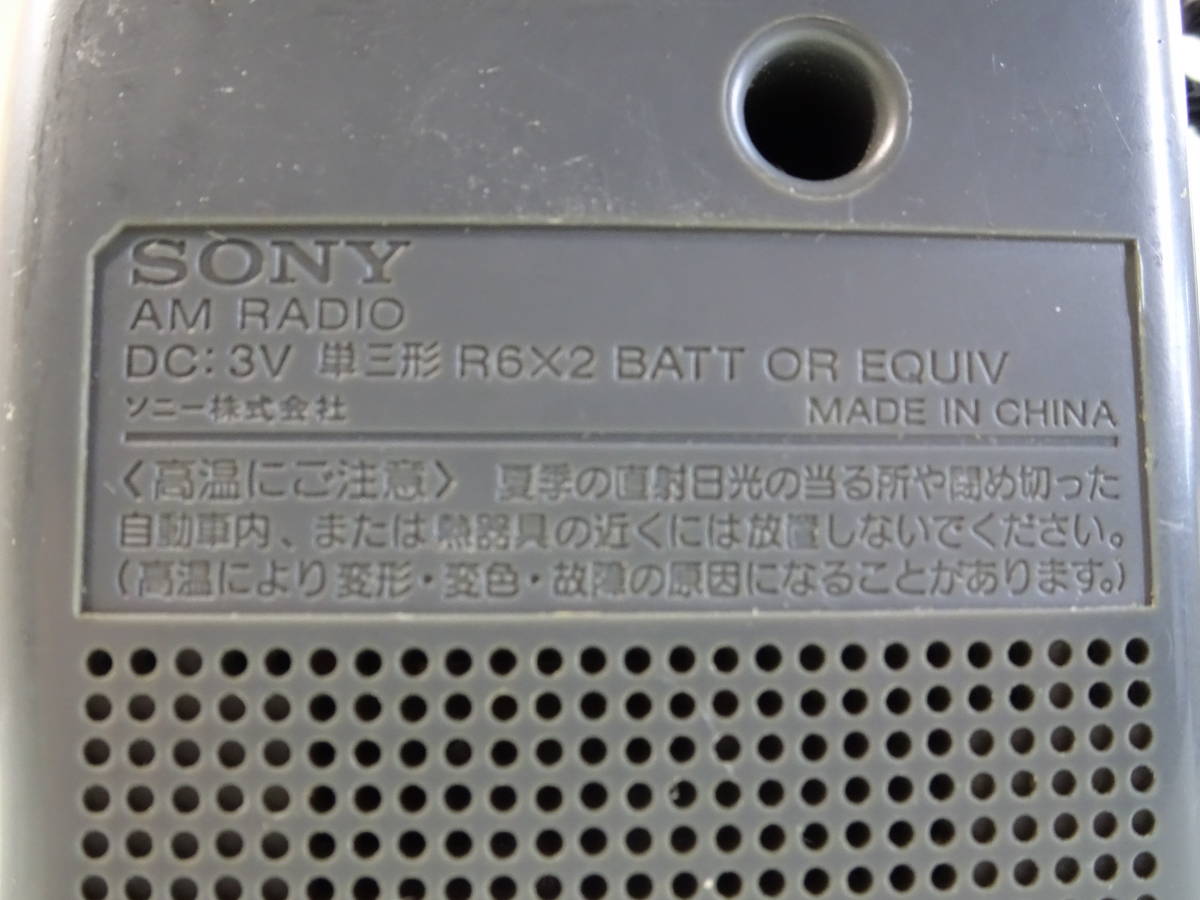 SONY
AM RADIO
DC: 3V 単三形 R6×2 BATT OR EQUIV
ソニー株式会社 MADE IN CHINA
〈高温にご注意〉 夏季の直射日光の当る所や閉め切った
自動車内、または熱器具の近くには放置しないでください。
(高温により変形・変色・故障の原因になることがあります。)